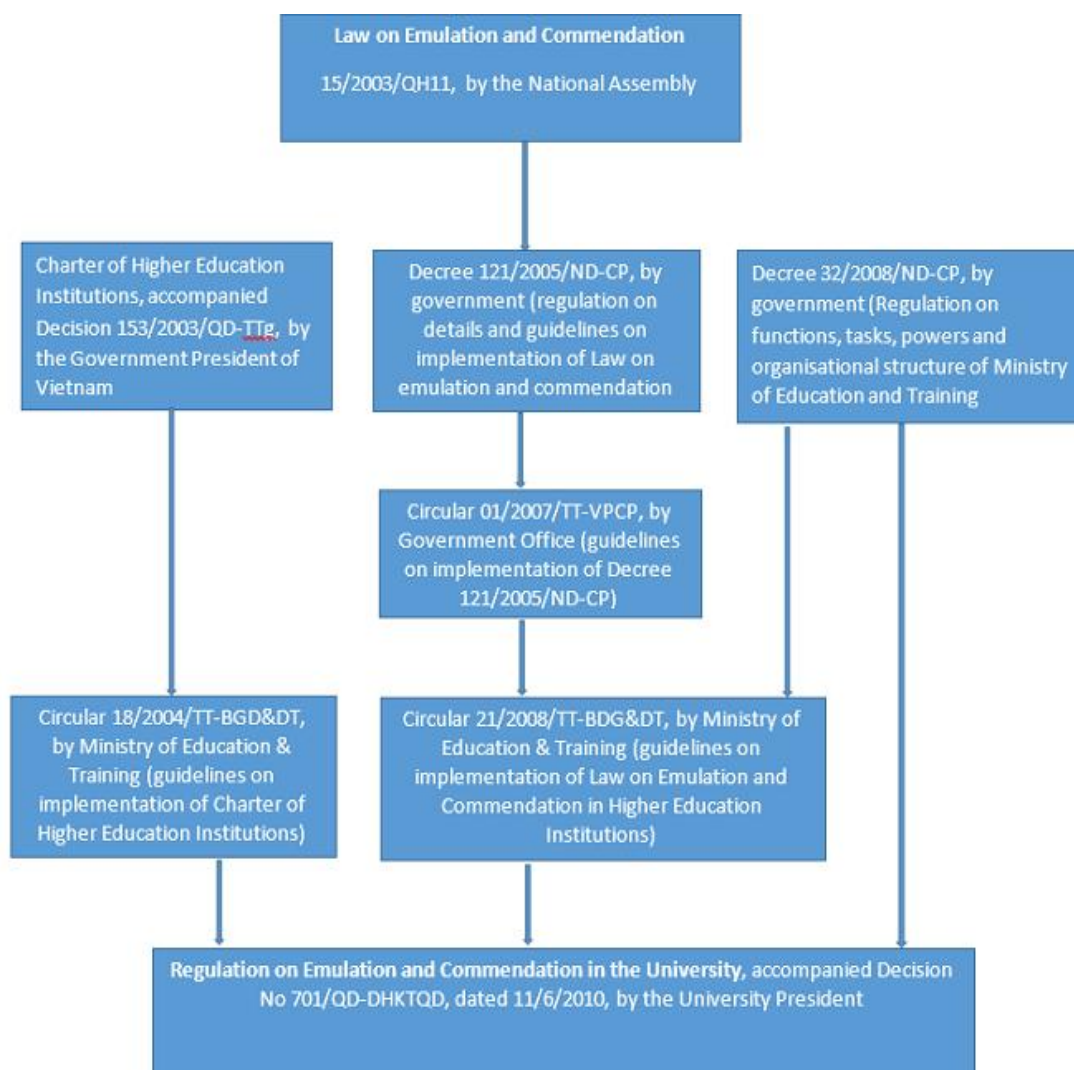 Law on Emulation and Commendation
15/2003/QH11, by the National Assembly
Charter of Higher Education
Institutions, accompanied
Decision 153/2003/QD-TTg, by
the Government President of
Vietnam
Decree 121/2005/ND-CP, by
government (regulation on
details and guidelines on
implementation of Law on
emulation and commendation
Decree 32/2008/ND-CP, by
government (Regulation on
functions, tasks, powers and
organisational structure of Ministry
of Education and Training
Circular 01/2007/TT-VPCP, by
Government Office (guidelines
on implementation of Decree
121/2005/ND-CP)
Circular 18/2004/TT-BGD&DT,
by Ministry of Education &
Training (guidelines on
implementation of Charter of
Higher Education Institutions)
Circular 21/2008/TT-BDG&DT, by Ministry of
Education & Training (guidelines on
implementation of Law on Emulation and
Commendation in Higher Education
Institutions)
Regulation on Emulation and Commendation in the University, accompanied Decision
No 701/QD-DHKTQD, dated 11/6/2010, by the University President